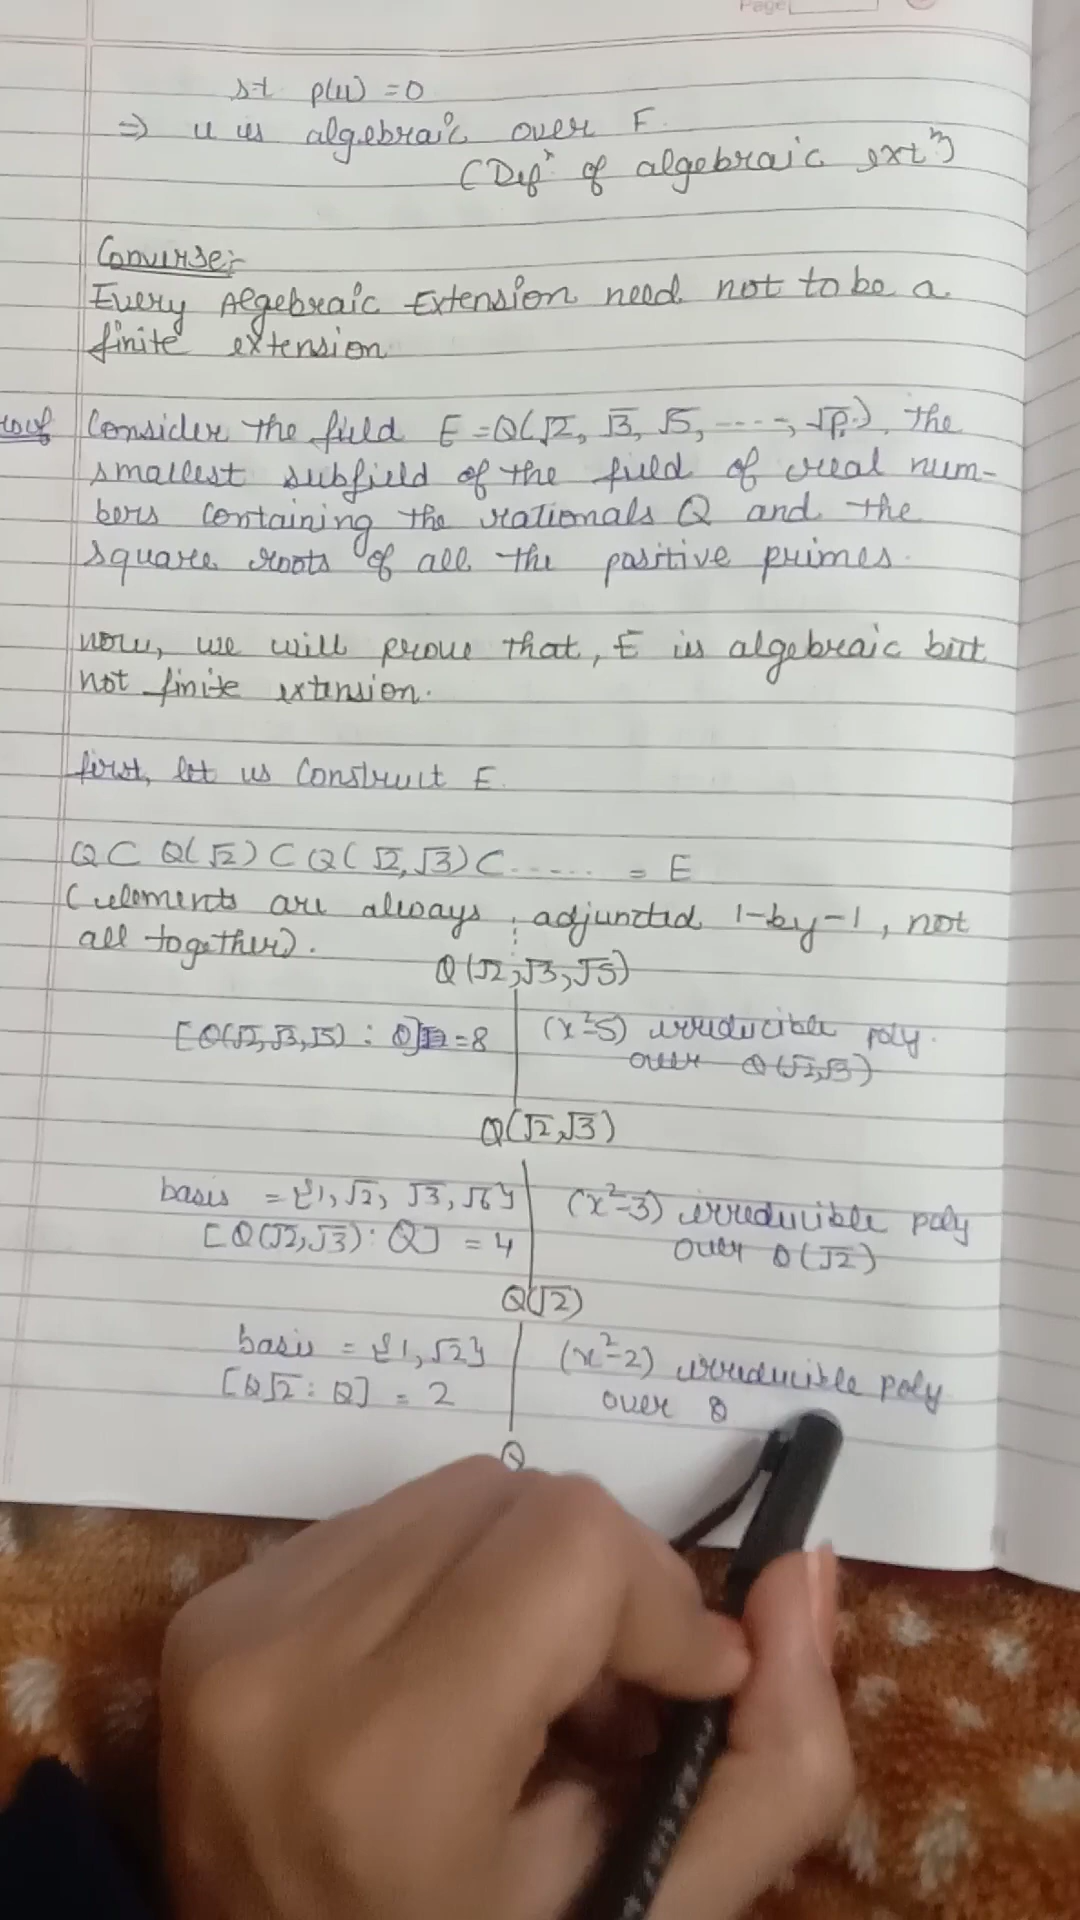 Page
s.t p(u) = 0
⇒ u is algebraic over F.
(Defⁿ of algebraic extⁿ)
Converse:-
Every Algebraic Extension need not to be a
finite extension
Consider the field E = Q(√2, √3, √5, ----, √Pi). The
smallest subfield of the field of real num-
bers containing the rationals Q and the
square roots of all the positive primes.
now, we will prove that, E is algebraic but
not finite extension.
first, let us Construct E.
Q ⊂ Q(√2) ⊂ Q(√2, √3) ⊂ ...... = E
(elements are always adjuncted 1-by-1, not
all together).
Q(√2, √3, √5)
[Q(√2, √3, √5) : Q] = 8 (x²-5) irreducible poly.
over Q(√2, √3)
Q(√2, √3)
basis = {1, √2, √3, √6} (x²-3) irreducible poly
[Q(√2, √3) : Q] = 4 over Q(√2)
Q(√2)
basis = {1, √2} (x²-2) irreducible poly
[Q√2 : Q] = 2 over Q
Q